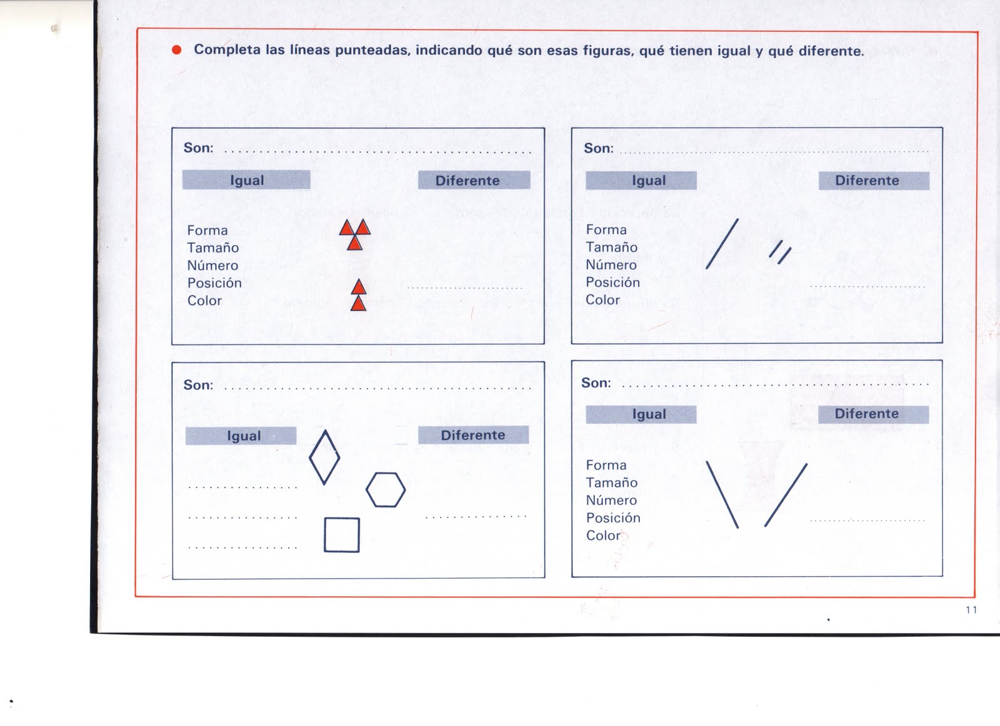 Completa las líneas punteadas, indicando qué son esas figuras, qué tienen igual y qué diferente.
Son:
Igual
Diferente
Forma
Tamaño
Número
Posición
Color
Son:
Igual
Diferente
Forma
Tamaño
Número
Posición
Color
Son:
Igual
Diferente
Son:
Igual
Diferente
Forma
Tamaño
Número
Posición
Color
11